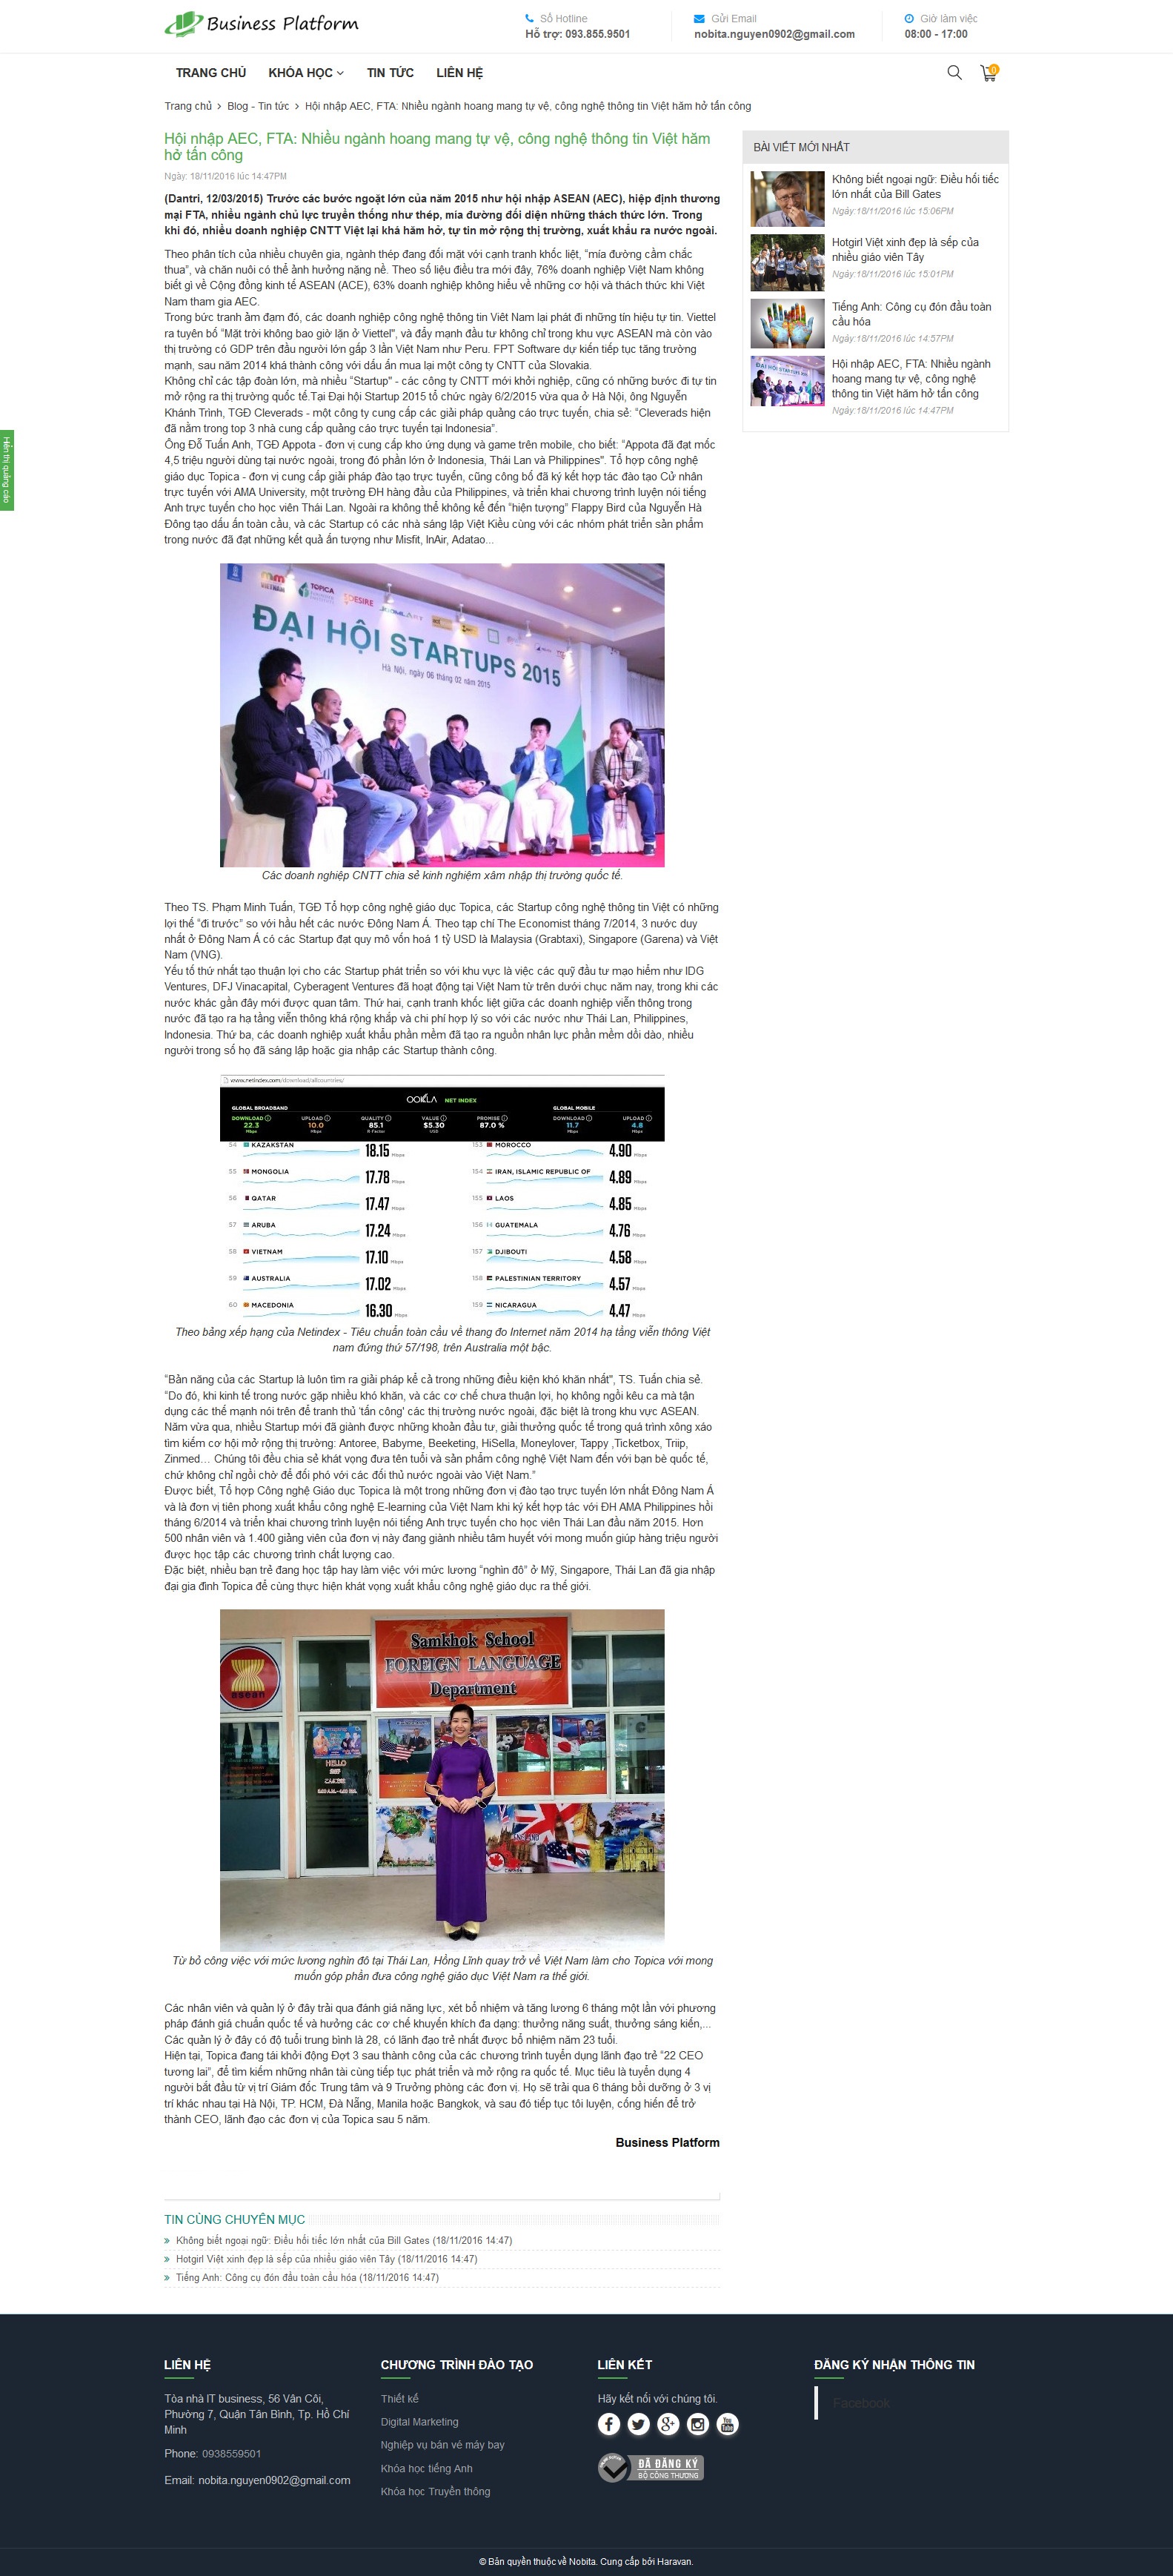 Business Platform
Số Hotline
Hỗ trợ: 093.855.9501
Gửi Email
nobita.nguyen0902@gmail.com
Giờ làm việc
08:00 - 17:00
TRANG CHỦ
KHÓA HỌC
TIN TỨC
LIÊN HỆ
0
Trang chủ > Blog - Tin tức > Hội nhập AEC, FTA: Nhiều ngành hoang mang tự vệ, công nghệ thông tin Việt hăm hở tấn công
Hội nhập AEC, FTA: Nhiều ngành hoang mang tự vệ, công nghệ thông tin Việt hăm
hở tấn công
Ngày: 18/11/2016 lúc 14:47PM
(Dantri, 12/03/2015) Trước các bước ngoặt lớn của năm 2015 như hội nhập ASEAN (AEC), hiệp định thương
mại FTA, nhiều ngành chủ lực truyền thống như thép, mía đường đối diện những thách thức lớn. Trong
khi đó, nhiều doanh nghiệp CNTT Việt lại khá hăm hở, tự tin mở rộng thị trường, xuất khẩu ra nước ngoài.
Theo phân tích của nhiều chuyên gia, ngành thép đang đối mặt với cạnh tranh khốc liệt, “mía đường cầm chắc
thua”, và chăn nuôi có thể ảnh hưởng nặng nề. Theo số liệu điều tra mới đây, 76% doanh nghiệp Việt Nam không
biết gì về Cộng đồng kinh tế ASEAN (ACE), 63% doanh nghiệp không hiểu về những cơ hội và thách thức khi Việt
Nam tham gia AEC.
Trong bức tranh ảm đạm đó, các doanh nghiệp công nghệ thông tin Việt Nam lại phát đi những tín hiệu tự tin. Viettel
ra tuyên bố “Mặt trời không bao giờ lặn ở Viettel", và đẩy mạnh đầu tư không chỉ trong khu vực ASEAN mà còn vào
thị trường có GDP trên đầu người lớn gấp 3 lần Việt Nam như Peru. FPT Software dự kiến tiếp tục tăng trưởng
mạnh, sau năm 2014 khá thành công với dấu ấn mua lại một công ty CNTT của Slovakia.
Không chỉ các tập đoàn lớn, mà nhiều “Startup" - các công ty CNTT mới khởi nghiệp, cũng có những bước đi tự tin
mở rộng ra thị trường quốc tế.Tại Đại hội Startup 2015 tổ chức ngày 6/2/2015 vừa qua ở Hà Nội, ông Nguyễn
Khánh Trình, TGĐ Cleverads - một công ty cung cấp các giải pháp quảng cáo trực tuyến, chia sẻ: “Cleverads hiện
đã nằm trong top 3 nhà cung cấp quảng cáo trực tuyến tại Indonesia”.
Ông Đỗ Tuấn Anh, TGĐ Appota - đơn vị cung cấp kho ứng dụng và game trên mobile, cho biết: “Appota đã đạt mốc
4,5 triệu người dùng tại nước ngoài, trong đó phần lớn ở Indonesia, Thái Lan và Philippines". Tổ hợp công nghệ
giáo dục Topica - đơn vị cung cấp giải pháp đào tạo trực tuyến, cũng công bố đã ký kết hợp tác đào tạo Cử nhân
trực tuyến với AMA University, một trường ĐH hàng đầu của Philippines, và triển khai chương trình luyện nói tiếng
Anh trực tuyến cho học viên Thái Lan. Ngoài ra không thể không kể đến “hiện tượng” Flappy Bird của Nguyễn Hà
Đông tạo dấu ấn toàn cầu, và các Startup có các nhà sáng lập Việt Kiều cùng với các nhóm phát triển sản phẩm
trong nước đã đạt những kết quả ấn tượng như Misfit, InAir, Adatao...
TOPICA
DESIRE
ĐẠI HỘI STARTUPS 2015
Hà Nội, ngày 06 tháng 02 năm 2015
Các doanh nghiệp CNTT chia sẻ kinh nghiệm xâm nhập thị trường quốc tế.
Theo TS. Phạm Minh Tuấn, TGĐ Tổ hợp công nghệ giáo dục Topica, các Startup công nghệ thông tin Việt có những
lợi thế “đi trước” so với hầu hết các nước Đông Nam Á. Theo tạp chí The Economist tháng 7/2014, 3 nước duy
nhất ở Đông Nam Á có các Startup đạt quy mô vốn hoá 1 tỷ USD là Malaysia (Grabtaxi), Singapore (Garena) và Việt
Nam (VNG).
Yếu tố thứ nhất tạo thuận lợi cho các Startup phát triển so với khu vực là việc các quỹ đầu tư mạo hiểm như IDG
Ventures, DFJ Vinacapital, Cyberagent Ventures đã hoạt động tại Việt Nam từ trên dưới chục năm nay, trong khi các
nước khác gần đây mới được quan tâm. Thứ hai, cạnh tranh khốc liệt giữa các doanh nghiệp viễn thông trong
nước đã tạo ra hạ tầng viễn thông khá rộng khắp và chi phí hợp lý so với các nước như Thái Lan, Philippines,
Indonesia. Thứ ba, các doanh nghiệp xuất khẩu phần mềm đã tạo ra nguồn nhân lực phần mềm dồi dào, nhiều
người trong số họ đã sáng lập hoặc gia nhập các Startup thành công.
www.netindex.com/download/allcountries/
OOKLA NET INDEX
GLOBAL BROADBAND
GLOBAL MOBILE
DOWNLOAD UPLOAD QUALITY VALUE PROMISE DOWNLOAD UPLOAD
22.3 10.0 85.1 $5.30 87.0 % 11.7 4.8
Mbps Mbps R-Factor USD Mbps Mbps
54 KAZAKSTAN 18.15 Mbps 153 MOROCCO 4.90 Mbps
55 MONGOLIA 17.78 Mbps 154 IRAN, ISLAMIC REPUBLIC OF 4.89 Mbps
56 QATAR 17.47 Mbps 155 LAOS 4.85 Mbps
57 ARUBA 17.24 Mbps 156 GUATEMALA 4.76 Mbps
58 VIETNAM 17.10 Mbps 157 DJIBOUTI 4.58 Mbps
59 AUSTRALIA 17.02 Mbps 158 PALESTINIAN TERRITORY 4.57 Mbps
60 MACEDONIA 16.30 Mbps 159 NICARAGUA 4.47 Mbps
Theo bảng xếp hạng của Netindex - Tiêu chuẩn toàn cầu về thang đo Internet năm 2014 hạ tầng viễn thông Việt
nam đứng thứ 57/198, trên Australia một bậc.
“Bản năng của các Startup là luôn tìm ra giải pháp kể cả trong những điều kiện khó khăn nhất", TS. Tuấn chia sẻ.
“Do đó, khi kinh tế trong nước gặp nhiều khó khăn, và các cơ chế chưa thuận lợi, họ không ngồi kêu ca mà tận
dụng các thế mạnh nói trên để tranh thủ 'tấn công' các thị trường nước ngoài, đặc biệt là trong khu vực ASEAN.
Năm vừa qua, nhiều Startup mới đã giành được những khoản đầu tư, giải thưởng quốc tế trong quá trình xông xáo
tìm kiếm cơ hội mở rộng thị trường: Antoree, Babyme, Beeketing, HiSella, Moneylover, Tappy ,Ticketbox, Triip,
Zinmed… Chúng tôi đều chia sẻ khát vọng đưa tên tuổi và sản phẩm công nghệ Việt Nam đến với bạn bè quốc tế,
chứ không chỉ ngồi chờ để đối phó với các đối thủ nước ngoài vào Việt Nam.”
Được biết, Tổ hợp Công nghệ Giáo dục Topica là một trong những đơn vị đào tạo trực tuyến lớn nhất Đông Nam Á
và là đơn vị tiên phong xuất khẩu công nghệ E-learning của Việt Nam khi ký kết hợp tác với ĐH AMA Philippines hồi
tháng 6/2014 và triển khai chương trình luyện nói tiếng Anh trực tuyến cho học viên Thái Lan đầu năm 2015. Hơn
500 nhân viên và 1.400 giảng viên của đơn vị này đang giành nhiều tâm huyết với mong muốn giúp hàng triệu người
được học tập các chương trình chất lượng cao.
Đặc biệt, nhiều bạn trẻ đang học tập hay làm việc với mức lương “nghìn đô” ở Mỹ, Singapore, Thái Lan đã gia nhập
đại gia đình Topica để cùng thực hiện khát vọng xuất khẩu công nghệ giáo dục ra thế giới.
Samkhok School
FOREIGN LANGUAGE
Department
asean
HELLO
ENGLAND
CANADA
Từ bỏ công việc với mức lương nghìn đô tại Thái Lan, Hồng Lĩnh quay trở về Việt Nam làm cho Topica với mong
muốn góp phần đưa công nghệ giáo dục Việt Nam ra thế giới.
Các nhân viên và quản lý ở đây trải qua đánh giá năng lực, xét bổ nhiệm và tăng lương 6 tháng một lần với phương
pháp đánh giá chuẩn quốc tế và hưởng các cơ chế khuyến khích đa dạng: thưởng năng suất, thưởng sáng kiến,...
Các quản lý ở đây có độ tuổi trung bình là 28, có lãnh đạo trẻ nhất được bổ nhiệm năm 23 tuổi.
Hiện tại, Topica đang tái khởi động Đợt 3 sau thành công của các chương trình tuyển dụng lãnh đạo trẻ “22 CEO
tương lai”, để tìm kiếm những nhân tài cùng tiếp tục phát triển và mở rộng ra quốc tế. Mục tiêu là tuyển dụng 4
người bắt đầu từ vị trí Giám đốc Trung tâm và 9 Trưởng phòng các đơn vị. Họ sẽ trải qua 6 tháng bồi dưỡng ở 3 vị
trí khác nhau tại Hà Nội, TP. HCM, Đà Nẵng, Manila hoặc Bangkok, và sau đó tiếp tục tôi luyện, cống hiến để trở
thành CEO, lãnh đạo các đơn vị của Topica sau 5 năm.
Business Platform
BÀI VIẾT MỚI NHẤT
Không biết ngoại ngữ: Điều hối tiếc
lớn nhất của Bill Gates
Ngày:18/11/2016 lúc 15:06PM
Hotgirl Việt xinh đẹp là sếp của
nhiều giáo viên Tây
Ngày:18/11/2016 lúc 15:01PM
Tiếng Anh: Công cụ đón đầu toàn
cầu hóa
Ngày:18/11/2016 lúc 14:57PM
ĐẠI HỘI STARTUPS
Hội nhập AEC, FTA: Nhiều ngành
hoang mang tự vệ, công nghệ
thông tin Việt hăm hở tấn công
Ngày:18/11/2016 lúc 14:47PM
Hiển thị quảng cáo
TIN CÙNG CHUYÊN MỤC
» Không biết ngoại ngữ: Điều hối tiếc lớn nhất của Bill Gates (18/11/2016 14:47)
» Hotgirl Việt xinh đẹp là sếp của nhiều giáo viên Tây (18/11/2016 14:47)
» Tiếng Anh: Công cụ đón đầu toàn cầu hóa (18/11/2016 14:47)
LIÊN HỆ
Tòa nhà IT business, 56 Vân Côi,
Phường 7, Quận Tân Bình, Tp. Hồ Chí
Minh
Phone: 0938559501
Email: nobita.nguyen0902@gmail.com
CHƯƠNG TRÌNH ĐÀO TẠO
Thiết kế
Digital Marketing
Nghiệp vụ bán vé máy bay
Khóa học tiếng Anh
Khóa học Truyền thông
LIÊN KẾT
Hãy kết nối với chúng tôi.
You Tube
ĐÃ ĐĂNG KÝ
BỘ CÔNG THƯƠNG
ĐĂNG KÝ NHẬN THÔNG TIN
Facebook
© Bản quyền thuộc về Nobita. Cung cấp bởi Haravan.